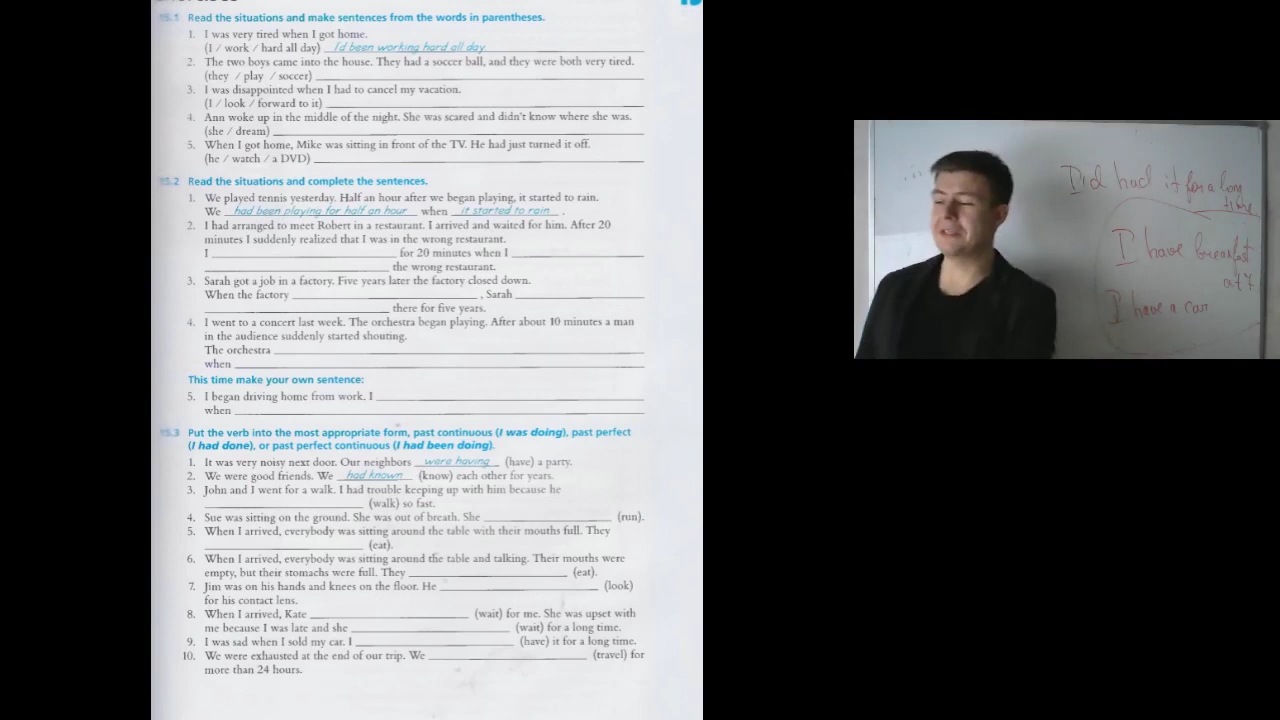 15.1 Read the situations and make sentences from the words in parentheses.
1. I was very tired when I got home.
(I / work / hard all day) I'd been working hard all day
2. The two boys came into the house. They had a soccer ball, and they were both very tired.
(they / play / soccer)
3. I was disappointed when I had to cancel my vacation.
(I / look / forward to it)
4. Ann woke up in the middle of the night. She was scared and didn't know where she was.
(she / dream)
5. When I got home, Mike was sitting in front of the TV. He had just turned it off.
(he / watch / a DVD)
15.2 Read the situations and complete the sentences.
1. We played tennis yesterday. Half an hour after we began playing, it started to rain.
We had been playing for half an hour when it started to rain .
2. I had arranged to meet Robert in a restaurant. I arrived and waited for him. After 20
minutes I suddenly realized that I was in the wrong restaurant.
I for 20 minutes when I
the wrong restaurant.
3. Sarah got a job in a factory. Five years later the factory closed down.
When the factory , Sarah
there for five years.
4. I went to a concert last week. The orchestra began playing. After about 10 minutes a man
in the audience suddenly started shouting.
The orchestra
when
This time make your own sentence:
5. I began driving home from work. I
when
15.3 Put the verb into the most appropriate form, past continuous (I was doing), past perfect
(I had done), or past perfect continuous (I had been doing).
1. It was very noisy next door. Our neighbors were having (have) a party.
2. We were good friends. We had known (know) each other for years.
3. John and I went for a walk. I had trouble keeping up with him because he
(walk) so fast.
4. Sue was sitting on the ground. She was out of breath. She (run).
5. When I arrived, everybody was sitting around the table with their mouths full. They
(eat).
6. When I arrived, everybody was sitting around the table and talking. Their mouths were
empty, but their stomachs were full. They (eat).
7. Jim was on his hands and knees on the floor. He (look)
for his contact lens.
8. When I arrived, Kate (wait) for me. She was upset with
me because I was late and she (wait) for a long time.
9. I was sad when I sold my car. I (have) it for a long time.
10. We were exhausted at the end of our trip. We (travel) for
more than 24 hours.
had it for a long
time
I have breakfast
at 7
I have a car